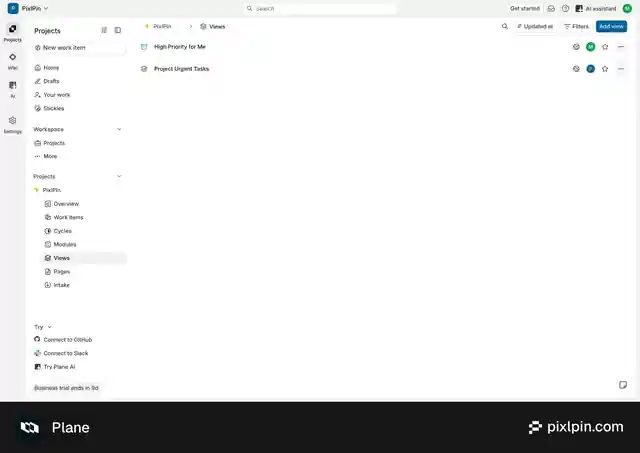 PixlPin
Search
Get started
AI assistant
M
Projects
Wiki
AI
Settings
Projects
New work item
Home
Drafts
Your work
Stickies
Workspace
Projects
More
Projects
PixlPin
Overview
Work items
Cycles
Modules
Views
Pages
Intake
Try
Connect to GitHub
Connect to Slack
Try Plane AI
Business trial ends in 9d
PixlPin
Views
Updated at
Filters
Add view
High Priority for Me
M
Project Urgent Tasks
P
Plane
pixlpin.com